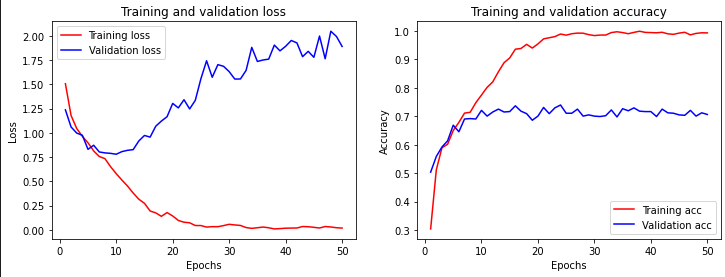 Training and validation loss
Training loss
Validation loss
2.00
1.75
1.50
1.25
1.00
0.75
0.50
0.25
0.00
Loss
0
10
20
30
40
50
Epochs
Training and validation accuracy
1.0
0.9
0.8
0.7
0.6
0.5
0.4
0.3
Accuracy
Training acc
Validation acc
0
10
20
30
40
50
Epochs